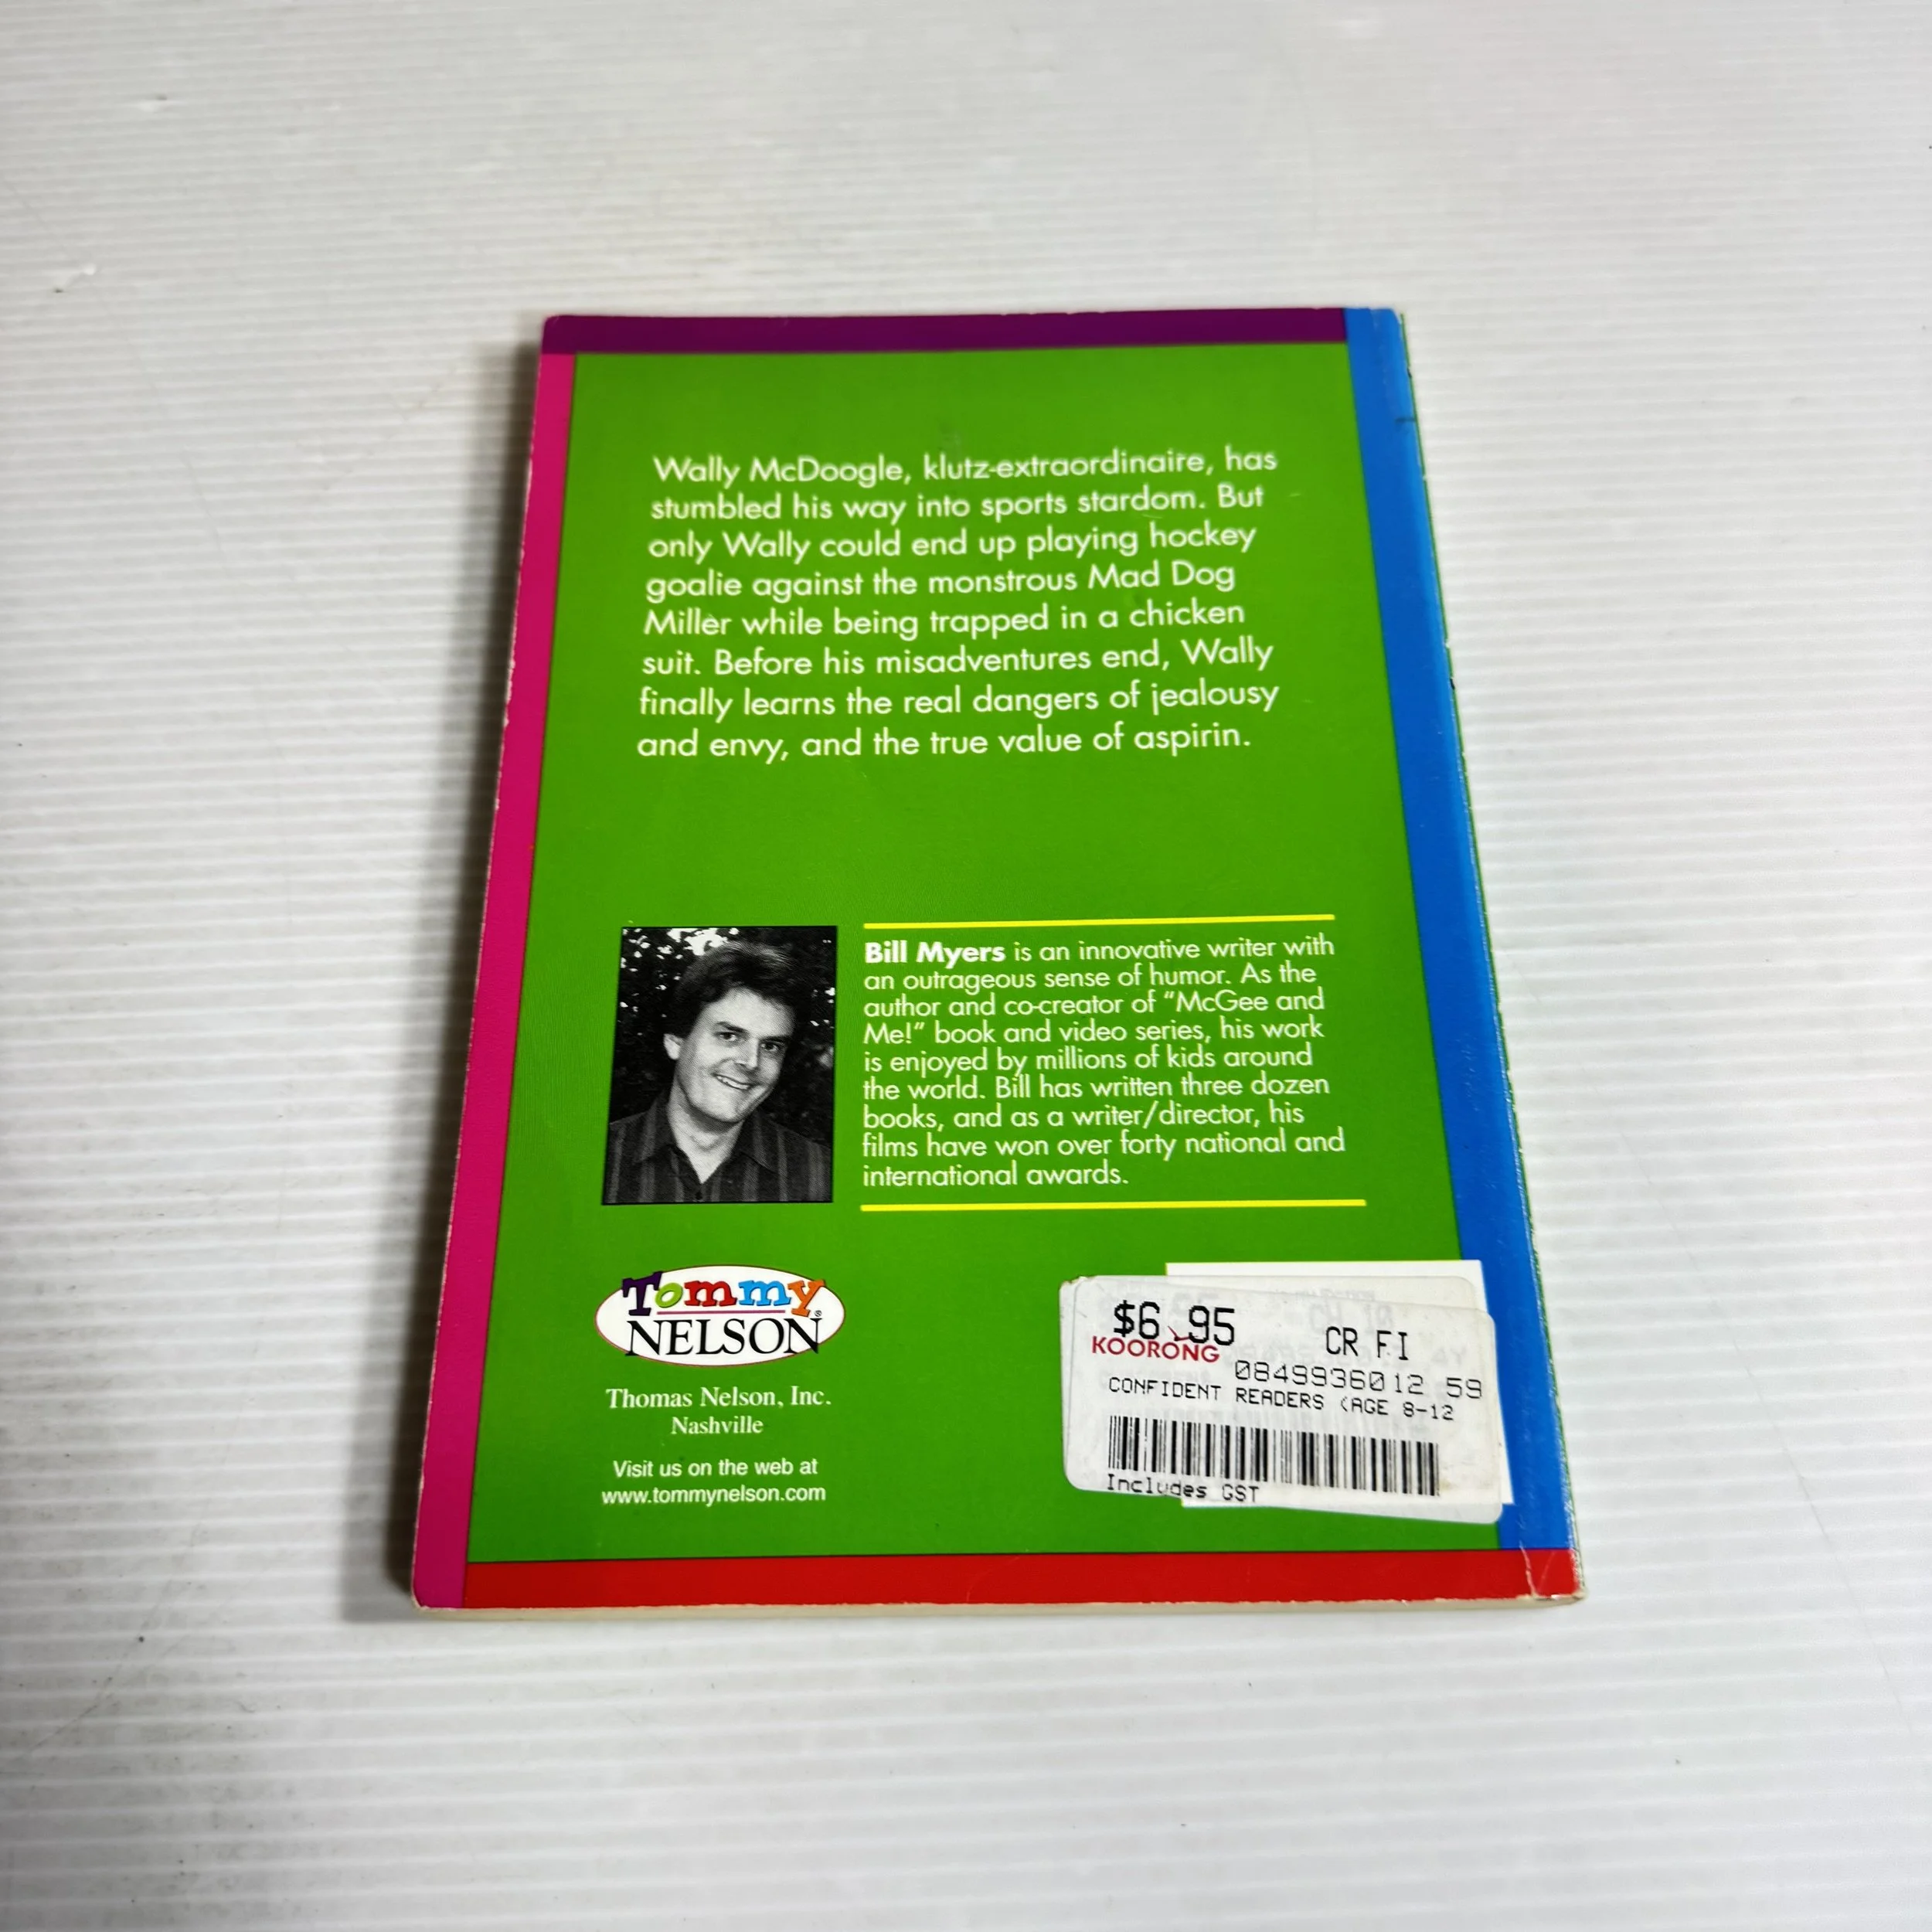 Wally McDoogle, klutz-extraordinaire, has
stumbled his way into sports stardom. But
only Wally could end up playing hockey
goalie against the monstrous Mad Dog
Miller while being trapped in a chicken
suit. Before his misadventures end, Wally
finally learns the real dangers of jealousy
and envy, and the true value of aspirin.
Bill Myers is an innovative writer with
an outrageous sense of humor. As the
author and co-creator of "McGee and
Me!" book and video series, his work
is enjoyed by millions of kids around
the world. Bill has written three dozen
books, and as a writer/director, his
films have won over forty national and
international awards.
Tommy®
NELSON
Thomas Nelson, Inc.
Nashville
Visit us on the web at
www.tommynelson.com
$6.95 CR FI
KOORONG
0849936012 59
CONFIDENT READERS (AGE 8-12
Includes GST